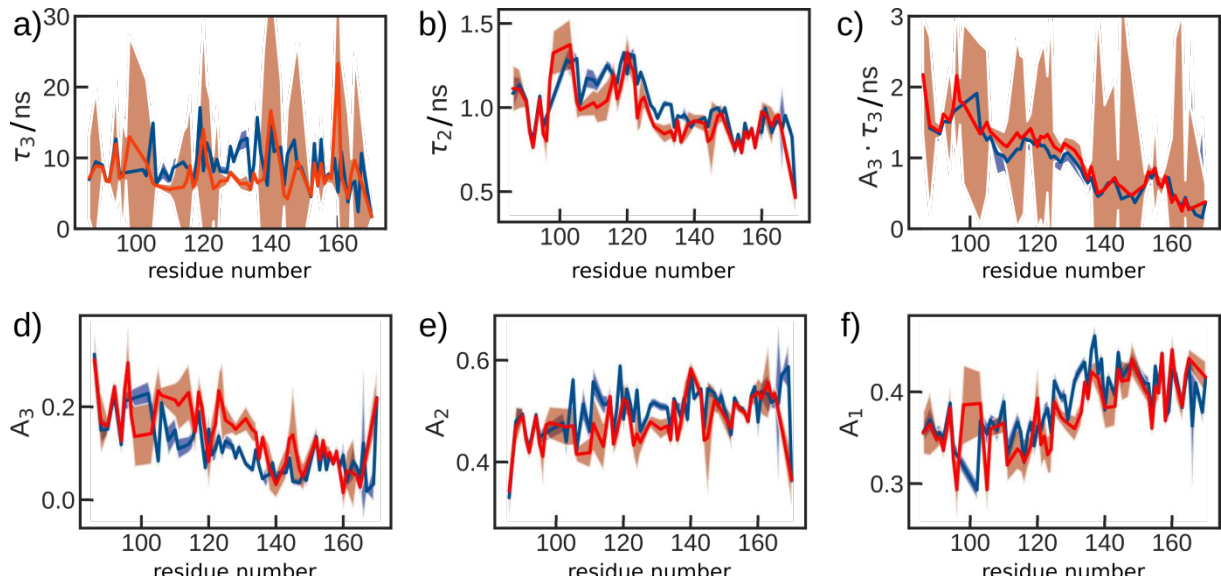 a)
τ3/ns
30
20
10
0
100 120 140 160
residue number
b)
τ2/ns
1.5
1.0
0.5
100 120 140 160
residue number
c)
A3 · τ3/ns
3
2
1
0
100 120 140 160
residue number
d)
A3
0.2
0.0
100 120 140 160
residue number
e)
A2
0.6
0.4
100 120 140 160
residue number
f)
A1
0.4
0.3
100 120 140 160
residue number